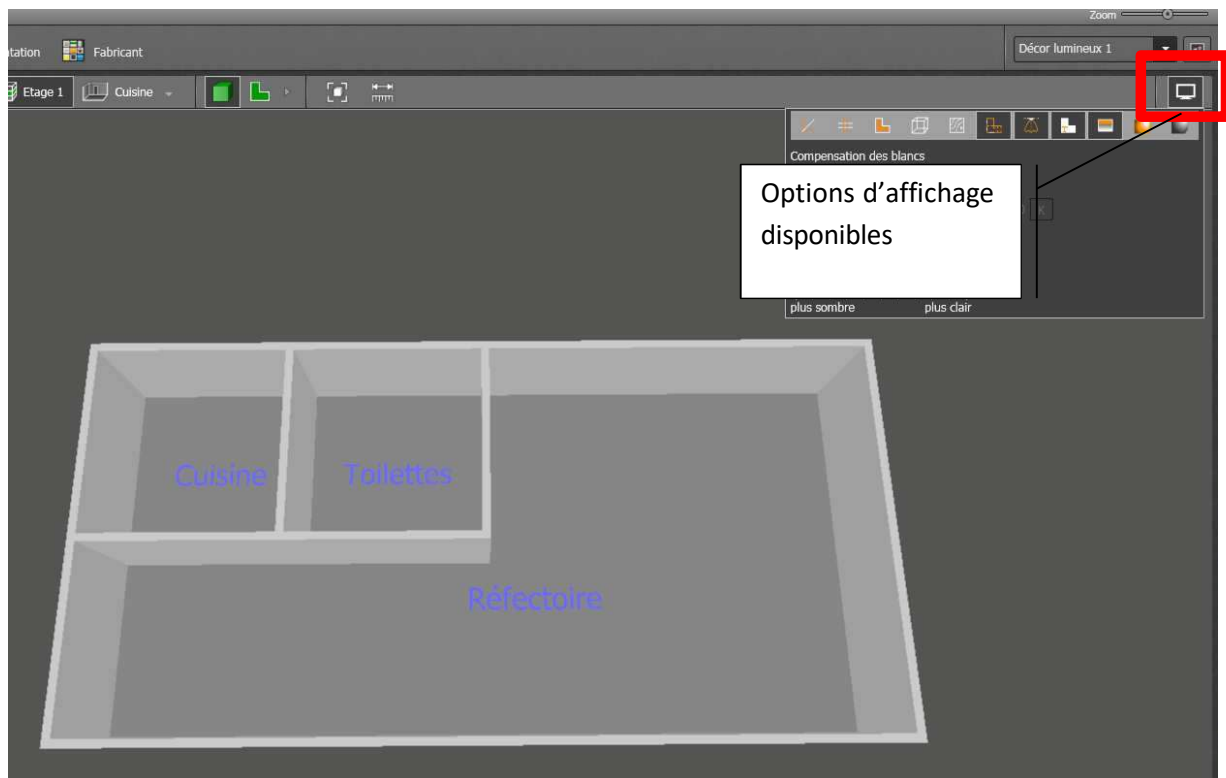 Zoom
Fabricant
Décor lumineux 1
Etage 1
Cuisine
Compensation des blancs
Options d’affichage
disponibles
plus sombre
plus clair
Cuisine
Toilettes
Réfectoire